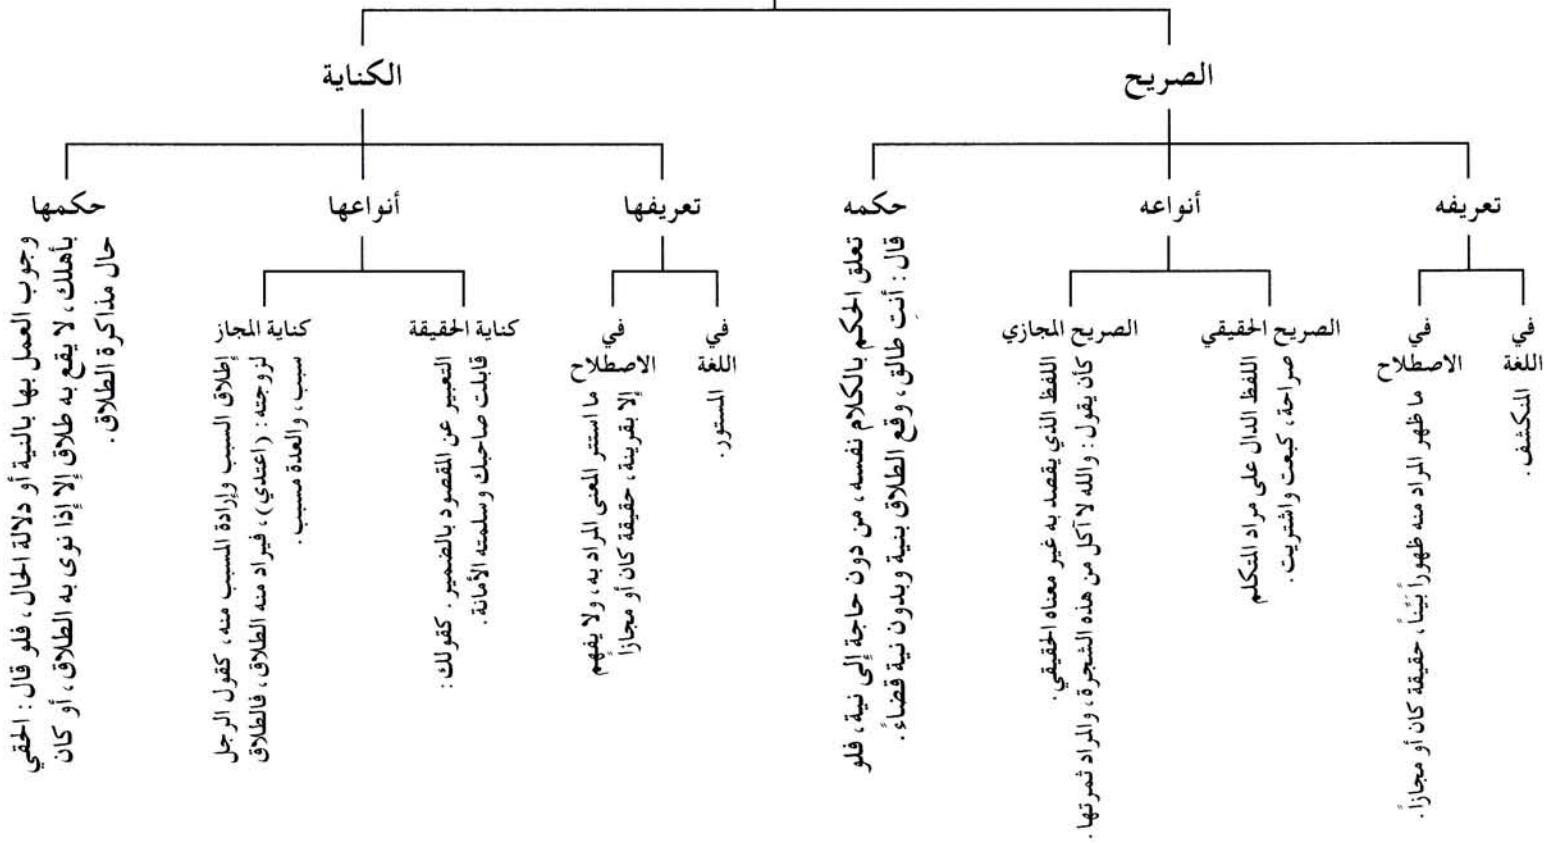 الصريح
الكناية
تعريفه
أنواعه
حكمه
تعريفها
أنواعها
حكمها
في
اللغة
المنكشف.
في
الاصطلاح
ما ظهر المراد منه ظهوراً بَيِّناً، حقيقة كان أو مجازاً.
الصريح الحقيقي
اللفظ الدال على مراد المتكلم
صراحة، كبعت واشتريت.
الصريح المجازي
اللفظ الذي يقصد به غير معناه الحقيقي.
كأن يقول: والله لا آكل من هذه الشجرة، والمراد ثمرتها.
تعلق الحكم بالكلام نفسه، من دون حاجة إلى نية، فلو
قال: أنتِ طالق، وقع الطلاق بنية وبدون نية قضاءً.
في
اللغة
المستور.
في
الاصطلاح
ما استتر المعنى المراد به، ولا يفهم
إلا بقرينة، حقيقة كان أو مجازاً
كناية الحقيقة
التعبير عن المقصود بالضمير. كقولك:
قابلت صاحبك وسلمته الأمانة.
كناية المجاز
إطلاق السبب وإرادة المسبب منه، كقول الرجل
لزوجته: (اعتدي)، فيراد منه الطلاق، فالطلاق
سبب، والعدة مسبب.
وجوب العمل بها بالنية أو دلالة الحال، فلو قال: الحقي
بأهلك، لا يقع به طلاق إلا إذا نوى به الطلاق، أو كان
حال مذاكرة الطلاق.